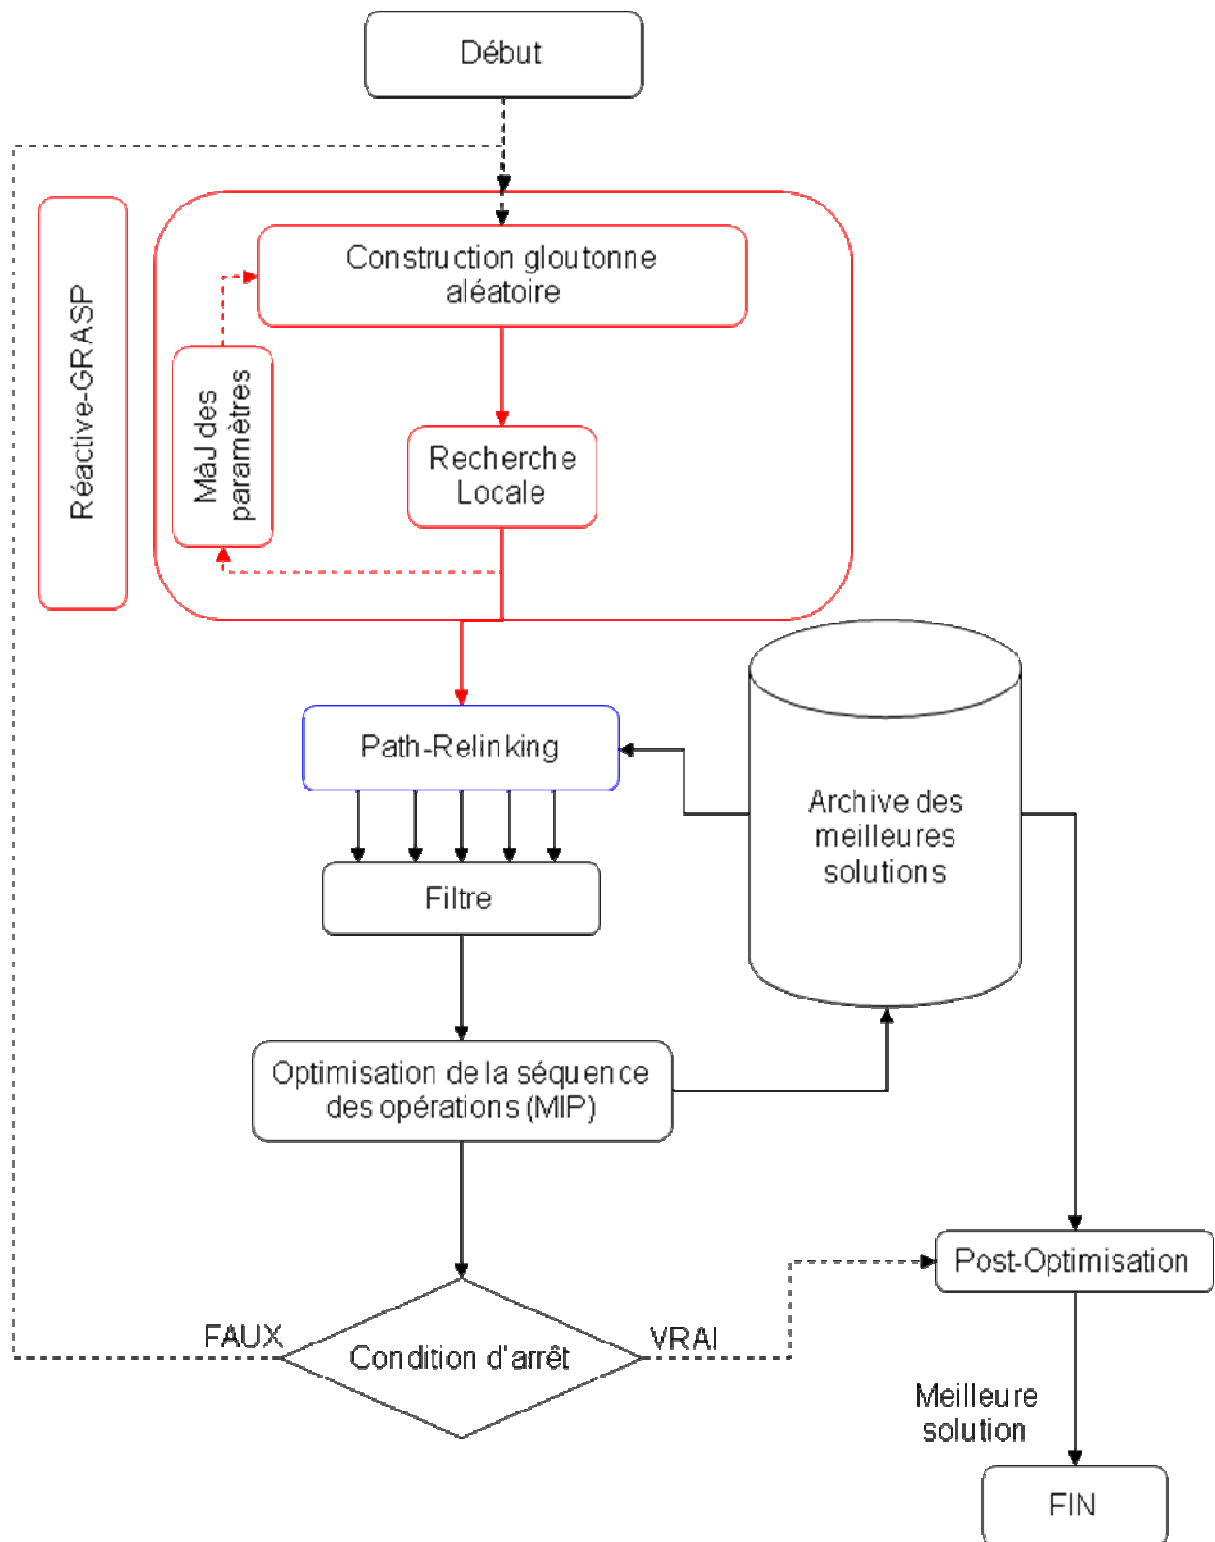 Début
Construction gloutonne
aléatoire
Réactive-GRASP
MàJ des
paramètres
Recherche
Locale
Path-Relinking
Archive des
meilleures
solutions
Filtre
Optimisation de la séquence
des opérations (MIP)
Post-Optimisation
FAUX
VRAI
Condition d'arrêt
Meilleure
solution
FIN